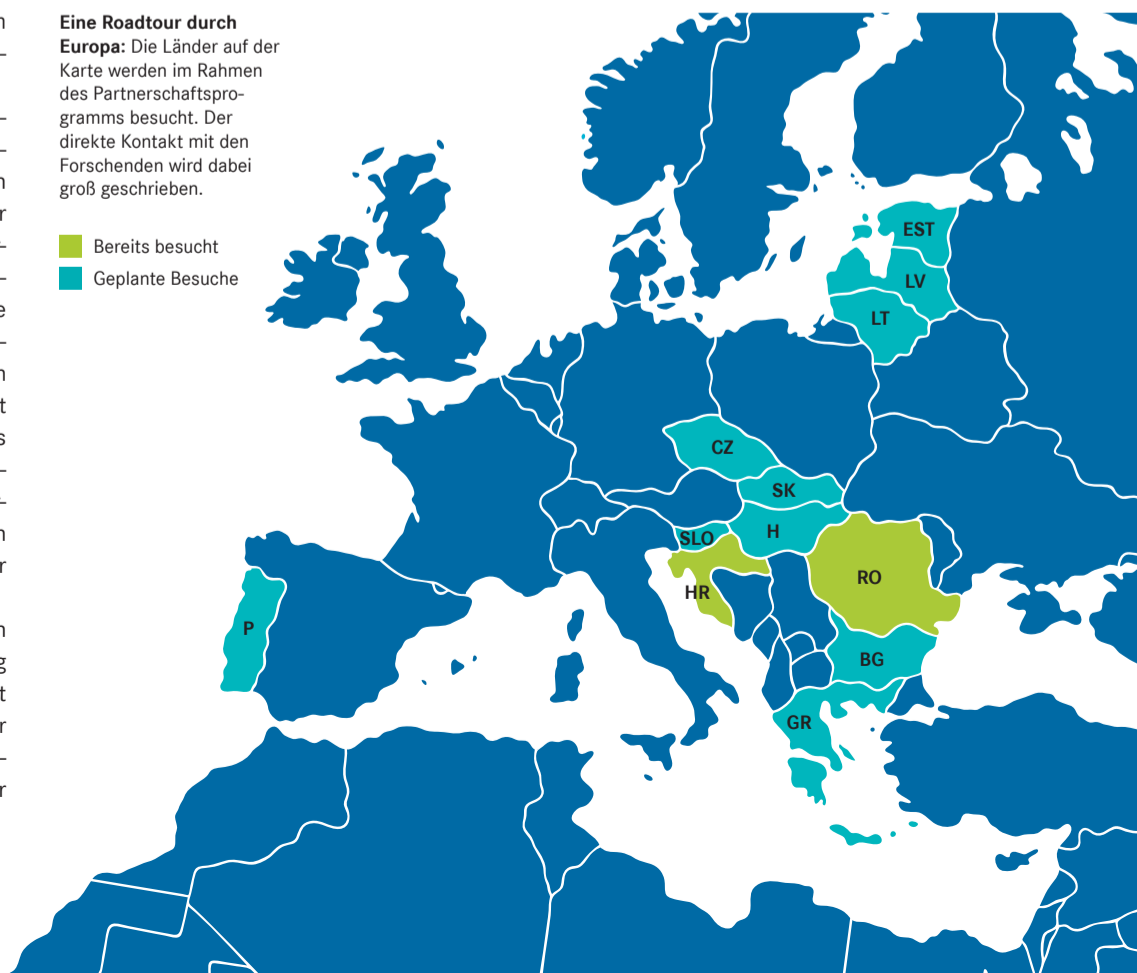 Eine Roadtour durch
Europa: Die Länder auf der
Karte werden im Rahmen
des Partnerschaftspro-
gramms besucht. Der
direkte Kontakt mit den
Forschenden wird dabei
groß geschrieben.
Bereits besucht
Geplante Besuche
EST
LV
LT
CZ
SK
H
SLO
HR
RO
P
BG
GR